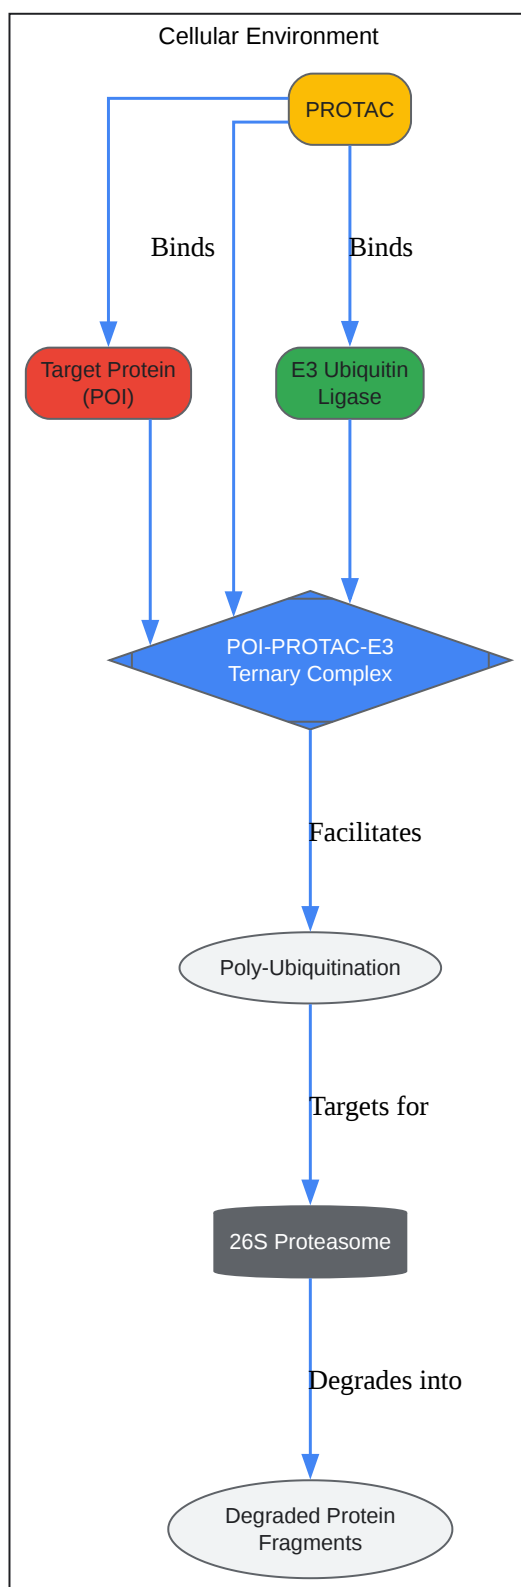 Cellular Environment
PROTAC
Binds
Binds
Target Protein
(POI)
E3 Ubiquitin
Ligase
POI-PROTAC-E3
Ternary Complex
Facilitates
Poly-Ubiquitination
Targets for
26S Proteasome
Degrades into
Degraded Protein
Fragments